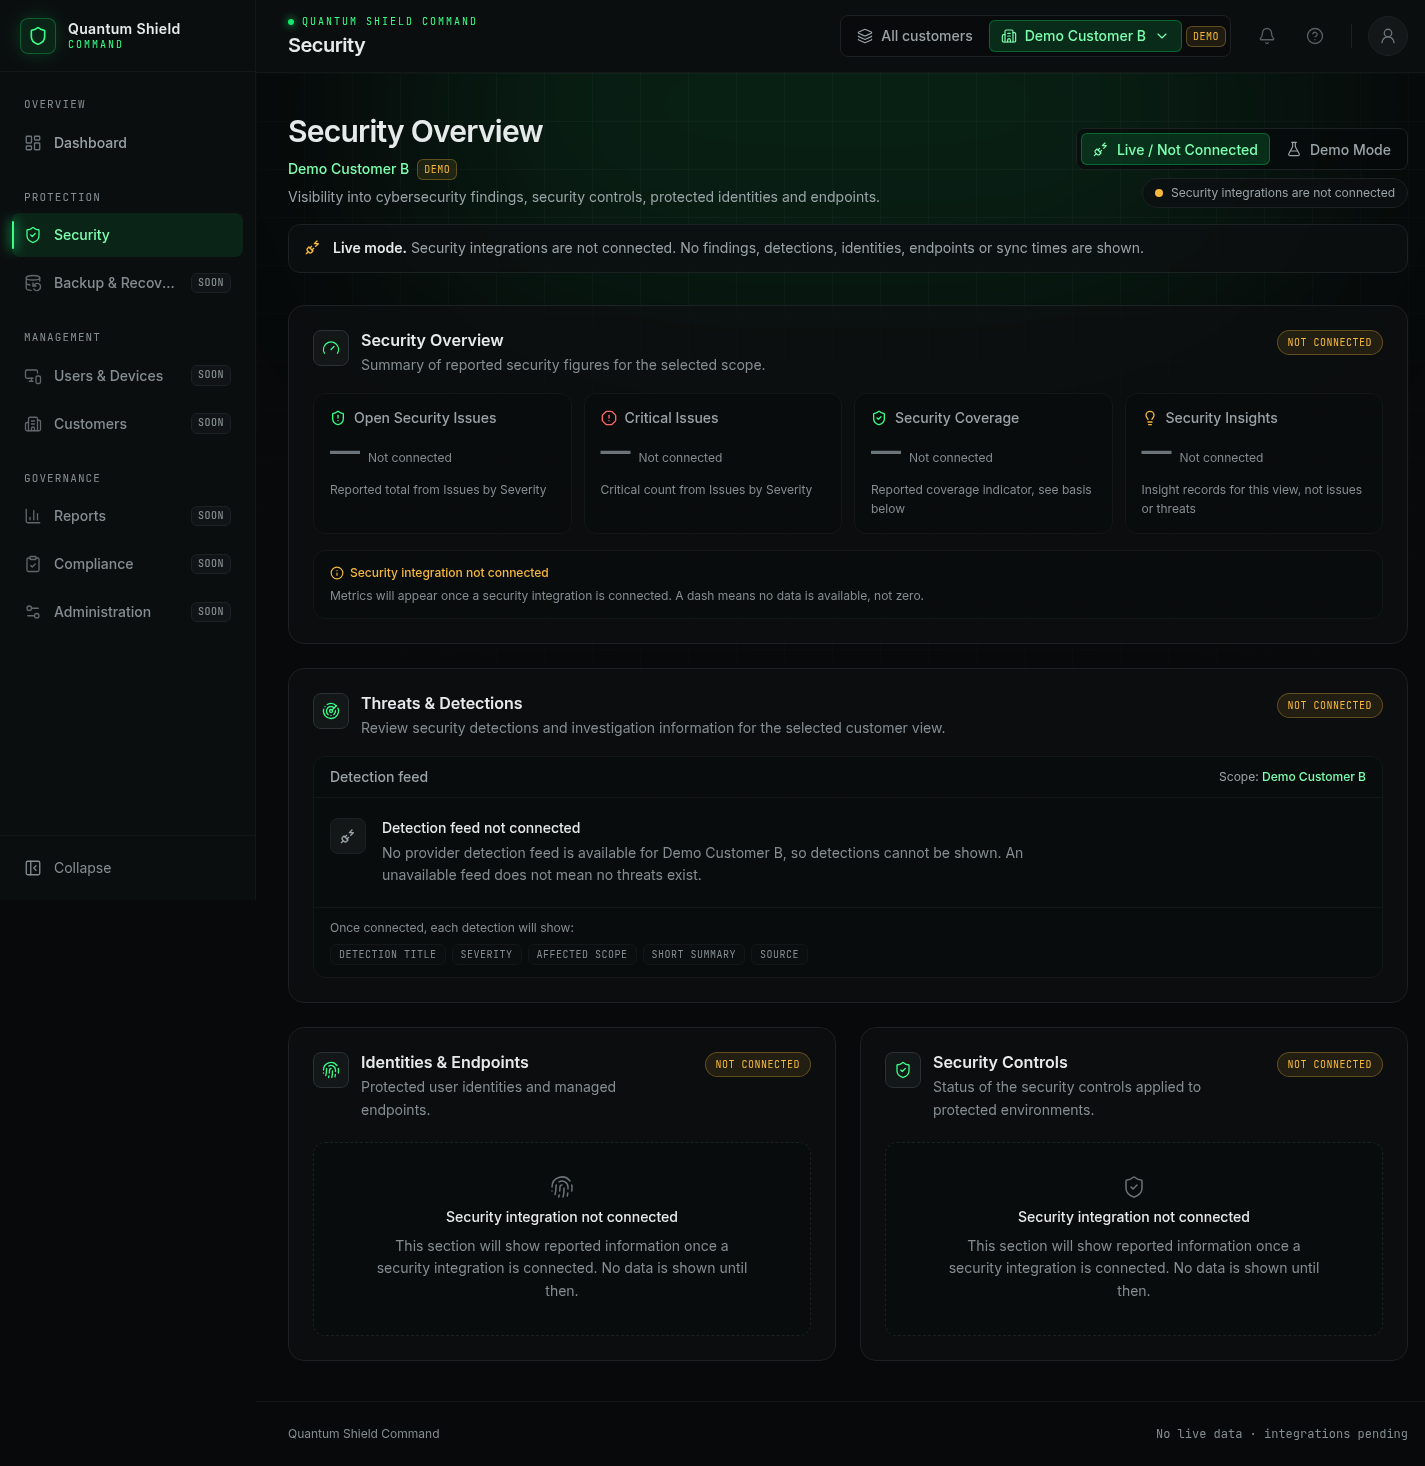 Quantum Shield
COMMAND
OVERVIEW
Dashboard
PROTECTION
Security
Backup & Recov... SOON
MANAGEMENT
Users & Devices SOON
Customers SOON
GOVERNANCE
Reports SOON
Compliance SOON
Administration SOON
Collapse
QUANTUM SHIELD COMMAND
Security
All customers Demo Customer B DEMO
Security Overview
Demo Customer B DEMO
Visibility into cybersecurity findings, security controls, protected identities and endpoints.
Live / Not Connected Demo Mode
Security integrations are not connected
Live mode. Security integrations are not connected. No findings, detections, identities, endpoints or sync times are shown.
Security Overview
Summary of reported security figures for the selected scope.
NOT CONNECTED
Open Security Issues
— Not connected
Reported total from Issues by Severity
Critical Issues
— Not connected
Critical count from Issues by Severity
Security Coverage
— Not connected
Reported coverage indicator, see basis
below
Security Insights
— Not connected
Insight records for this view, not issues
or threats
Security integration not connected
Metrics will appear once a security integration is connected. A dash means no data is available, not zero.
Threats & Detections
Review security detections and investigation information for the selected customer view.
NOT CONNECTED
Detection feed
Scope: Demo Customer B
Detection feed not connected
No provider detection feed is available for Demo Customer B, so detections cannot be shown. An
unavailable feed does not mean no threats exist.
Once connected, each detection will show:
DETECTION TITLE SEVERITY AFFECTED SCOPE SHORT SUMMARY SOURCE
Identities & Endpoints
Protected user identities and managed
endpoints.
NOT CONNECTED
Security integration not connected
This section will show reported information once a
security integration is connected. No data is shown until
then.
Security Controls
Status of the security controls applied to
protected environments.
NOT CONNECTED
Security integration not connected
This section will show reported information once a
security integration is connected. No data is shown until
then.
Quantum Shield Command
No live data · integrations pending